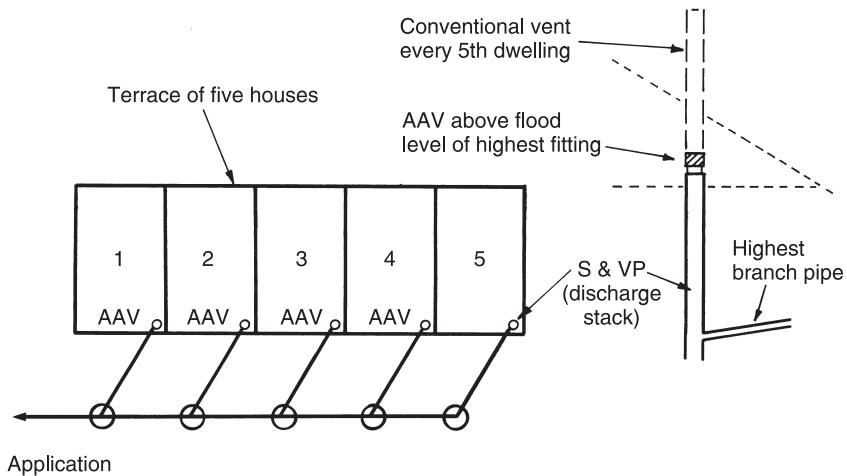 Conventional vent
every 5th dwelling
Terrace of five houses
AAV above flood
level of highest fitting
1
2
3
4
5
AAV
AAV
AAV
AAV
S & VP
(discharge
stack)
Highest
branch pipe
Application